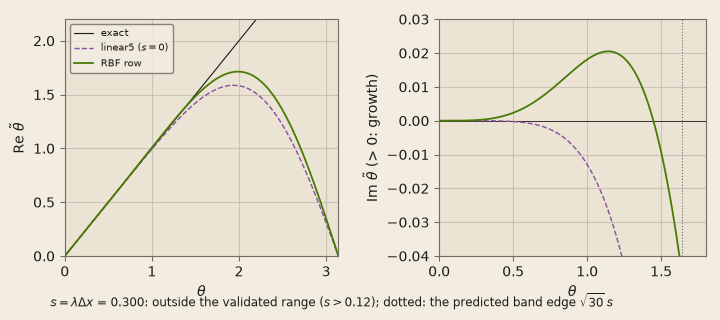 exact
linear5 (s = 0)
RBF row
Re θ̃
2.0
1.5
1.0
0.5
0.0
0
1
2
3
θ
Im θ̃ (> 0: growth)
0.03
0.02
0.01
0.00
−0.01
−0.02
−0.03
−0.04
0.0
0.5
1.0
1.5
θ
s = λΔx = 0.300: outside the validated range (s > 0.12); dotted: the predicted band edge √30 s